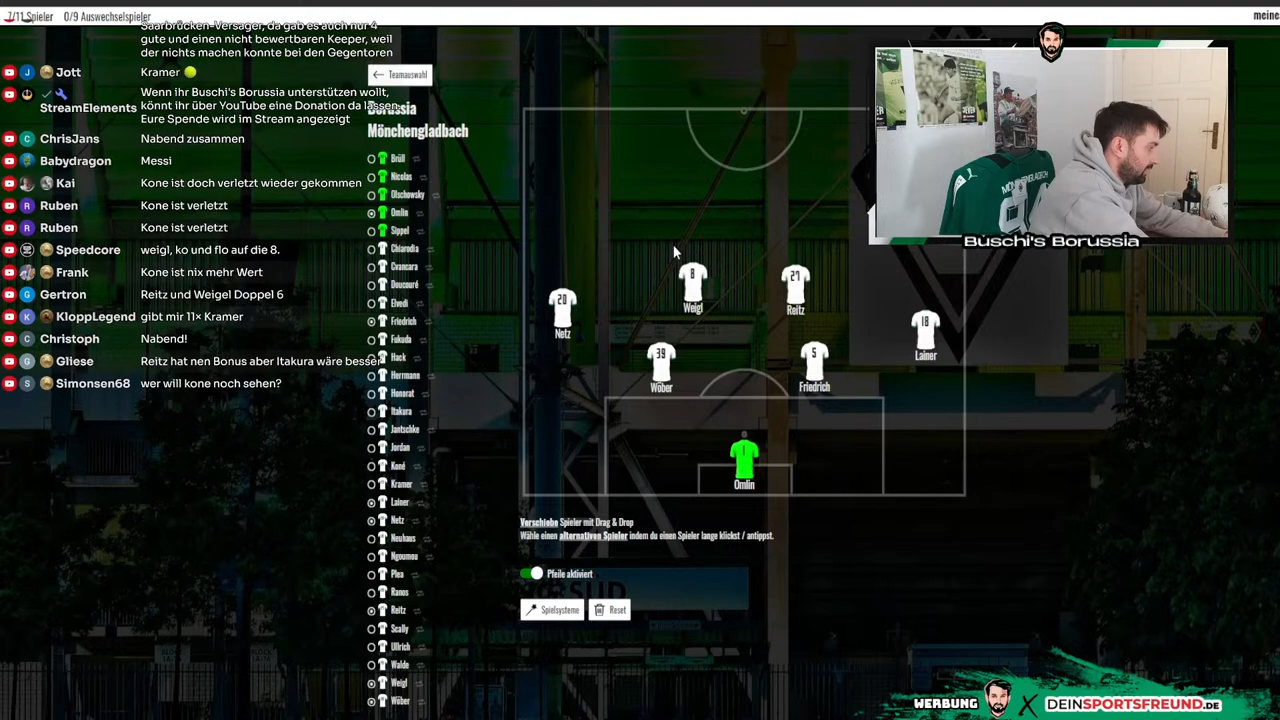 7/11 Spieler 0/9 Auswechselspieler
meine
Saarbrücken-Versager, da gab es auch nur 4
gute und einen nicht bewertbaren Keeper, weil
der nichts machen konnte bei den Gegentoren
Jott Kramer
StreamElements Wenn ihr Buschi's Borussia unterstützen wollt,
könnt ihr über YouTube eine Donation da lassen.
Eure Spende wird im Stream angezeigt
ChrisJans Nabend zusammen
Babydragon Messi
Kai Kone ist doch verletzt wieder gekommen
Ruben Kone ist verletzt
Ruben Kone ist verletzt
Speedcore Weigl, ko und flo auf die 8.
Frank Kone ist nix mehr Wert
Gertron Reitz und Weigel Doppel 6
Kloppclegend gibt mir 11× Kramer
Christoph Nabend!
Gliese Reitz hat nen Bonus aber Itakura wäre besser
Simonsen68 wer will kone noch sehen?
← Teamauswahl
Borussia
Mönchengladbach
Brüll
Nicolas
Olschowsky
Omlin
Sippel
Chiarodia
Cvancara
Doucouré
Elvedi
Friedrich
Fukuda
Hack
Herrmann
Honorat
Itakura
Jantschke
Jordan
Koné
Kramer
Lainer
Netz
Neuhaus
Ngoumou
Plea
Ranos
Reitz
Scally
Ullrich
Walde
Weigl
Wöber
8
Weigl
27
Reitz
20
Netz
18
Lainer
39
Wöber
5
Friedrich
1
Omlin
Verschiebe Spieler mit Drag & Drop
Wähle einen alternativen Spieler indem du einen Spieler lange klickst / antippst.
Pfeile aktiviert
Spielsysteme
Reset
Buschi's Borussia
WERBUNG X DEINSPORTSFREUND.DE